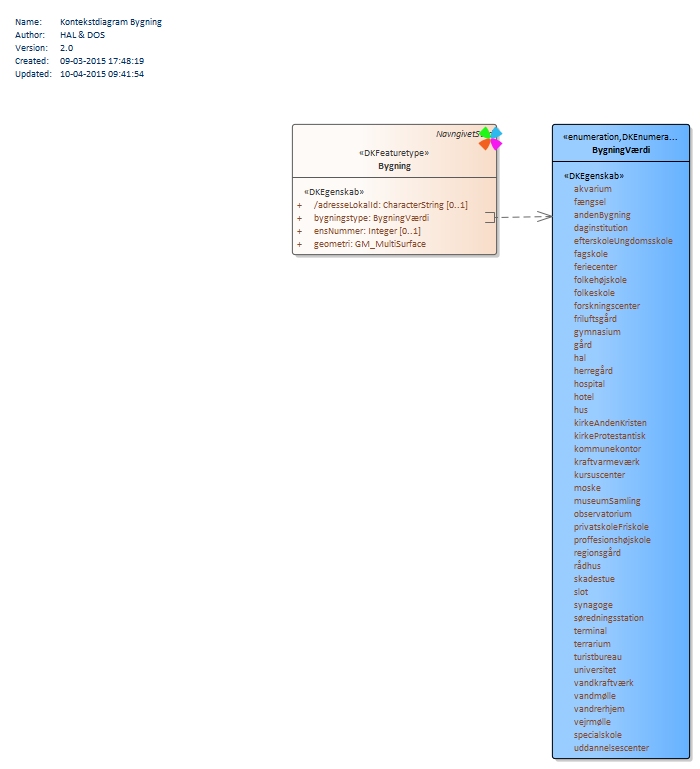 Name: Kontekstdiagram Bygning
Author: HAL & DOS
Version: 2.0
Created: 09-03-2015 17:48:19
Updated: 10-04-2015 09:41:54
«DKFeaturetype»
Bygning
«DKEgenskab»
+ /adresseLokalId: CharacterString [0..1]
+ bygningstype: BygningVærdi
+ ensNummer: Integer [0..1]
+ geometri: GM_MultiSurface
«enumeration,DKEnumera...
BygningVærdi
«DKEgenskab»
akvarium
fængsel
andenBygning
daginstitution
efterskoleUngdomsskole
fagskole
feriecenter
folkehøjskole
folkeskole
forskningscenter
friluftsgård
gymnasium
gård
hal
herregård
hospital
hotel
hus
kirkeAndenKristen
kirkeProtestantisk
kommunekontor
kraftvarmeværk
kursuscenter
moske
museumSamling
observatorium
privatskoleFriskole
proffesionshøjskole
regionsgård
rådhus
skadestue
slot
synagoge
søredningsstation
terminal
terrarium
turistbureau
universitet
vandkraftværk
vandmølle
vandrerhjem
vejrmølle
specialskole
uddannelsescenter